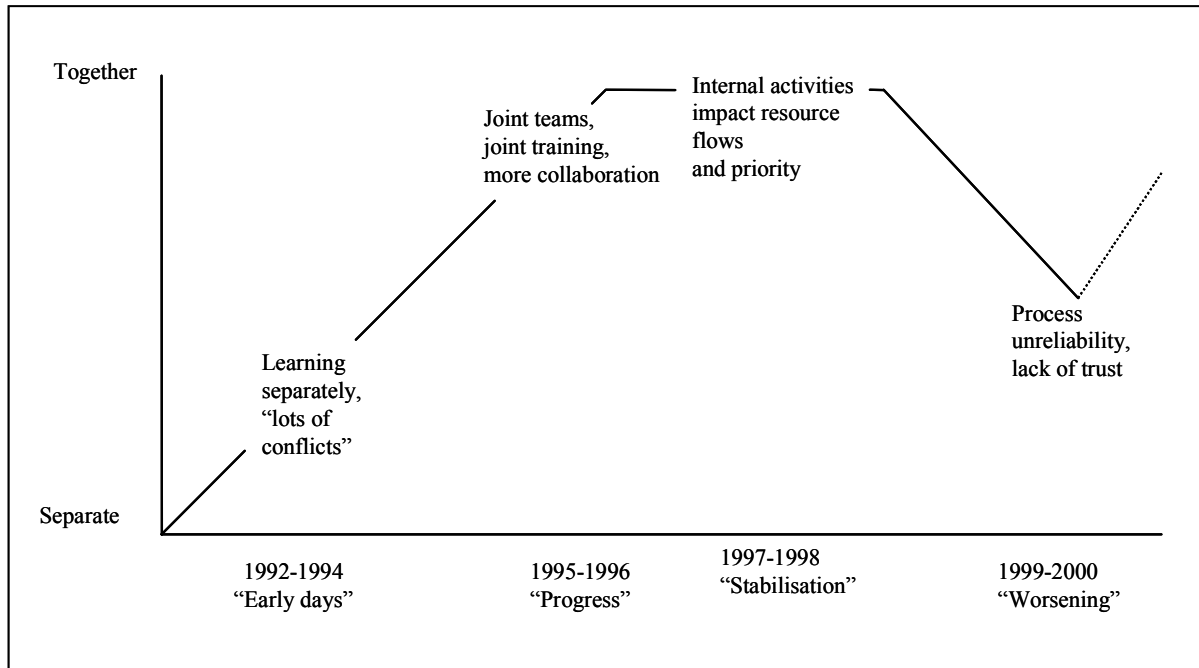 Together
Internal activities
impact resource
flows
and priority
Joint teams,
joint training,
more collaboration
Process
unreliability,
lack of trust
Learning
separately,
“lots of
conflicts”
Separate
1992-1994
“Early days”
1995-1996
“Progress”
1997-1998
“Stabilisation”
1999-2000
“Worsening”